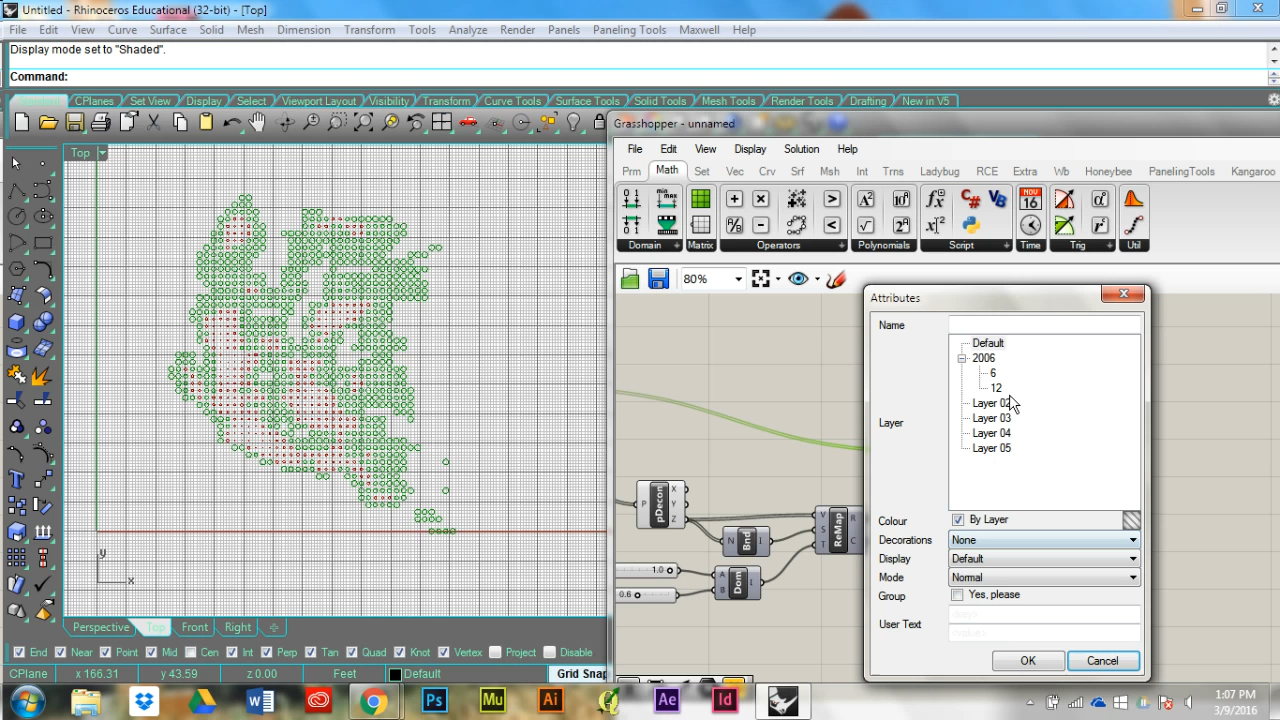 Untitled - Rhinoceros Educational (32-bit) - [Top]
File Edit View Curve Surface Solid Mesh Dimension Transform Tools Analyze Render Panels Paneling Tools Maxwell Help
Display mode set to "Shaded".
Command:
CPlanes Set View Display Select Viewport Layout Visibility Transform Curve Tools Surface Tools Solid Tools Mesh Tools Render Tools Drafting New in V5
Grasshopper - unnamed
File Edit View Display Solution Help
Top
Prm Math Set Vec Crv Srf Msh Int Trns Ladybug RCE Extra Wb Honeybee PanelingTools Kangaroo
Domain Matrix Operators Polynomials Script Time Trig Util
80%
Attributes
Name
Default
2006
6
12
Layer 02
Layer 03
Layer 04
Layer 05
Layer
Colour By Layer
Decorations None
Display Default
Mode Normal
Group Yes, please
User Text
OK Cancel
P pDecon X Y Z
N Bnd I
V S T ReMap R
1.0
0.6
A B Dom I
y
x
Perspective Top Front Right
End Near Point Mid Cen Int Perp Tan Quad Knot Vertex Project Disable
CPlane x 166.31 y 43.59 z 0.00 Feet Default Grid Snap
Ps Mu Ai Ae Id
1:07 PM
3/9/2016